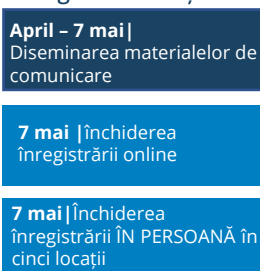 April – 7 mai|
Diseminarea materialelor de
comunicare
7 mai |închiderea
înregistrării online
7 mai|Închiderea
înregistrării ÎN PERSOANĂ în
cinci locații